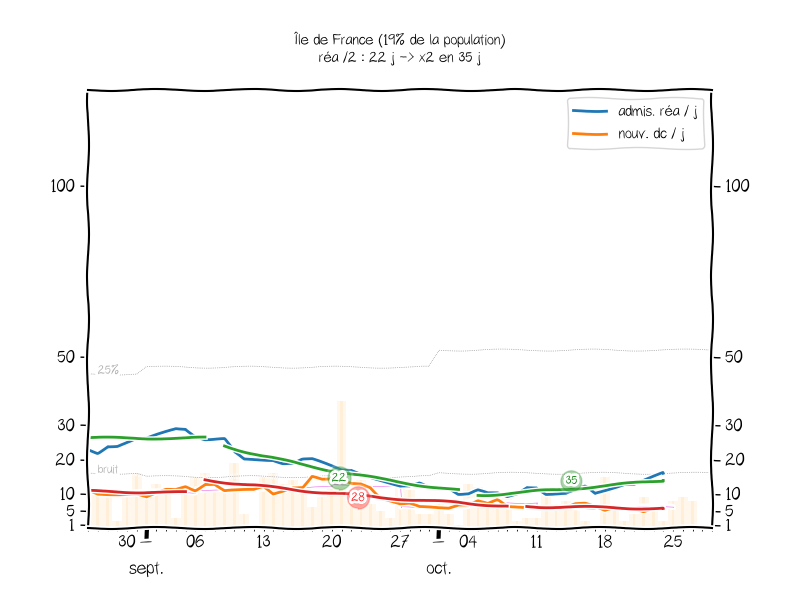 Île de France (19% de la population)
réa /2 : 22 j -> x2 en 35 j
admis. réa / j
nouv. dc / j
100 100
50 50
25%
30 30
20 20
bruit
22 35
28
10 10
5 5
1 1
30 06 13 20 27 04 11 18 25
sept. oct.